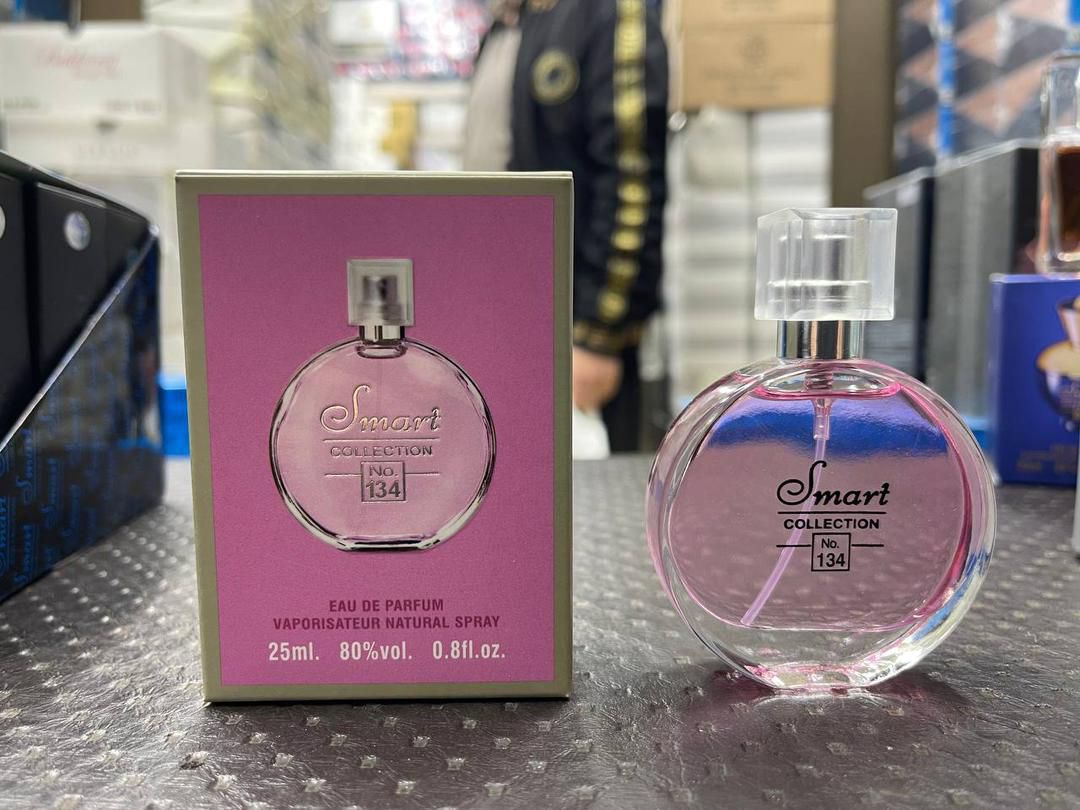 Smart
COLLECTION
No.
134
EAU DE PARFUM
VAPORISATEUR NATURAL SPRAY
25ml. 80%vol. 0.8fl.oz.
Smart
COLLECTION
No.
134